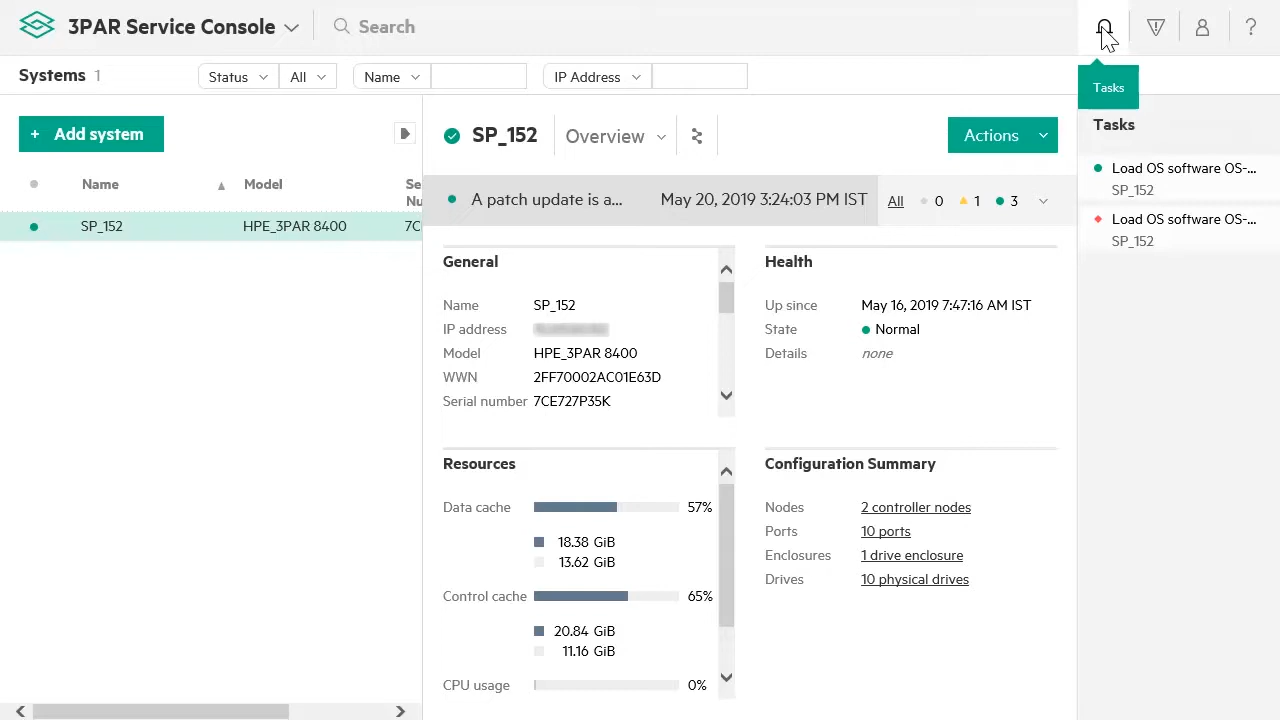 3PAR Service Console
Search
?
Systems 1
Status
All
Name
IP Address
Tasks
+ Add system
Name
Model
Se
Nu
SP_152
HPE_3PAR 8400
7C
SP_152
Overview
Actions
A patch update is a...
May 20, 2019 3:24:03 PM IST
All
0
1
3
General
Name SP_152
IP address
Model HPE_3PAR 8400
WWN 2FF70002AC01E63D
Serial number 7CE727P35K
Health
Up since May 16, 2019 7:47:16 AM IST
State Normal
Details none
Resources
Data cache 57%
18.38 GiB
13.62 GiB
Control cache 65%
20.84 GiB
11.16 GiB
CPU usage 0%
Configuration Summary
Nodes 2 controller nodes
Ports 10 ports
Enclosures 1 drive enclosure
Drives 10 physical drives
Tasks
Load OS software OS-...
SP_152
Load OS software OS-...
SP_152